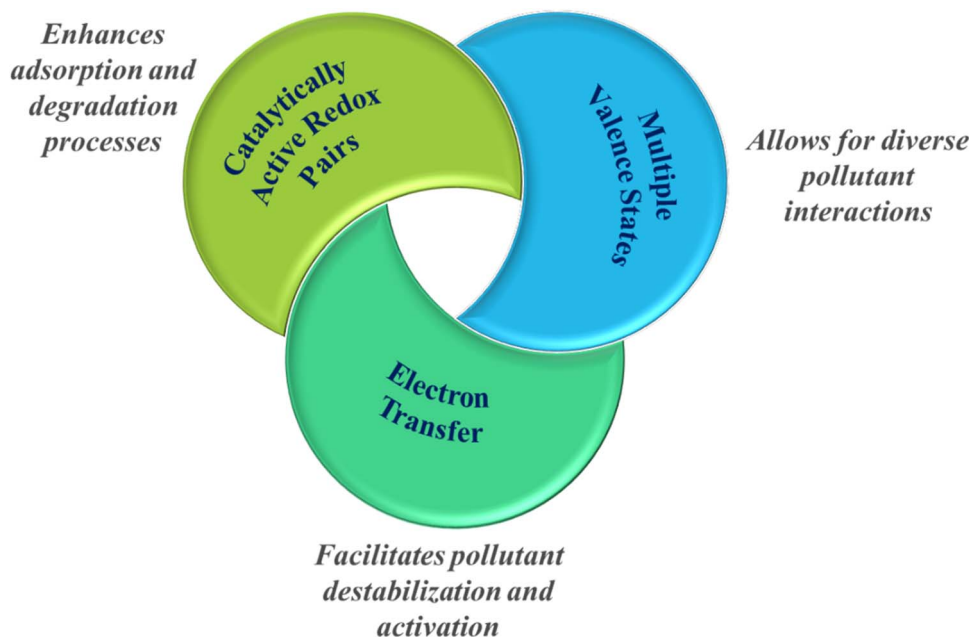 Enhances
adsorption and
degradation
processes
Catalytically
Active Redox
Pairs
Multiple
Valence States
Allows for diverse
pollutant
interactions
Electron
Transfer
Facilitates pollutant
destabilization and
activation